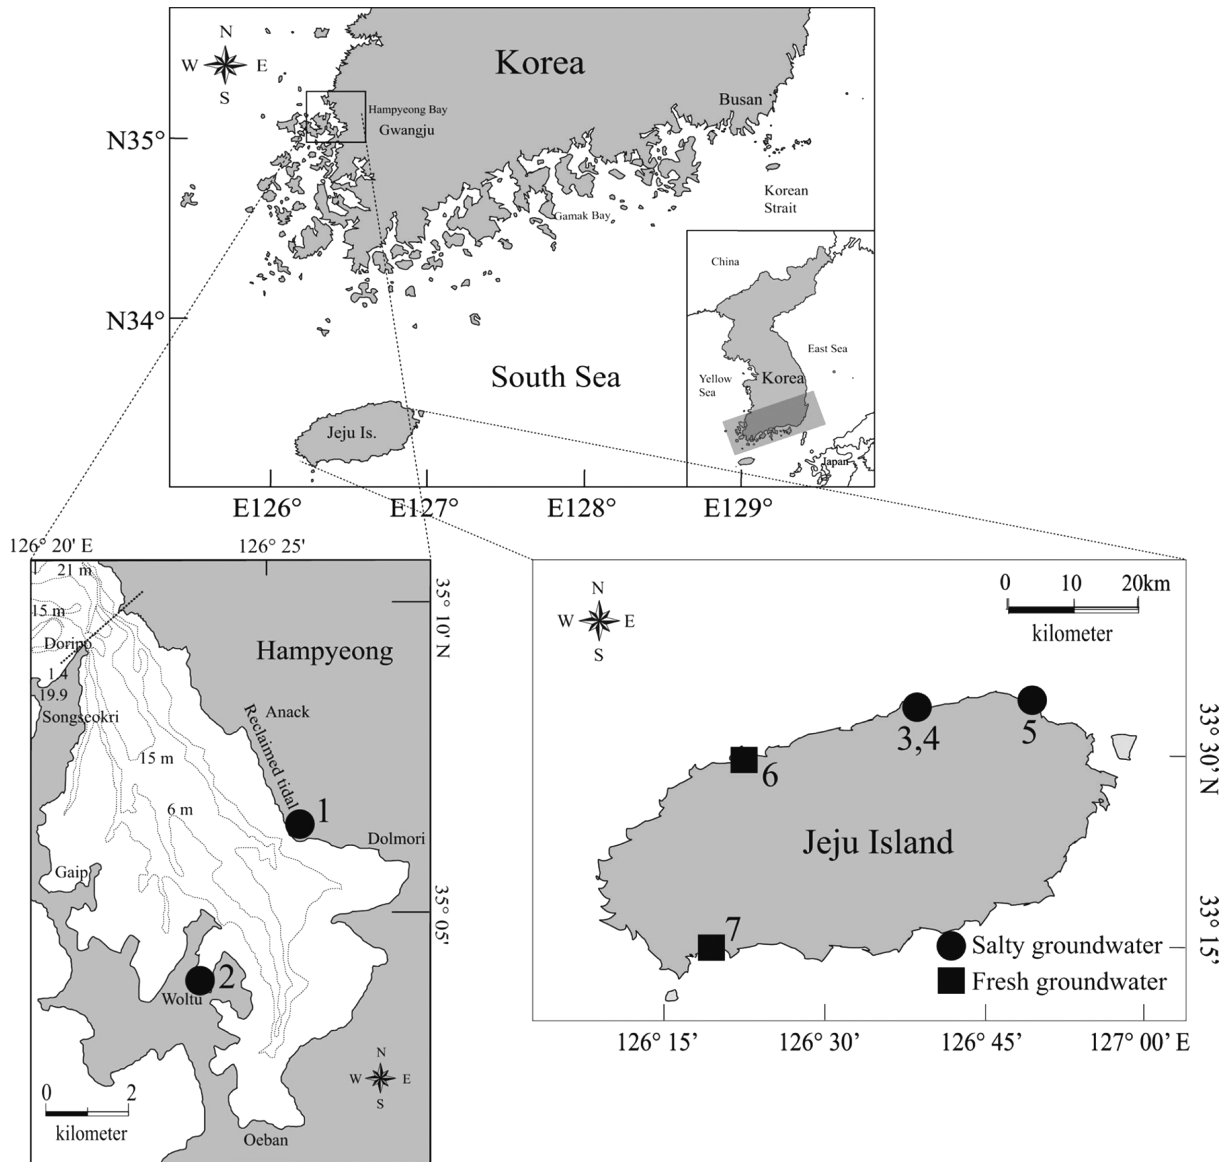 N
W
E
S
Korea
Busan
Hampyeong Bay
Gwangju
N35°
Korean
Strait
Gamak Bay
China
N34°
East Sea
South Sea
Yellow
Sea
Korea
Jeju Is.
Japan
E126°
E127°
E128°
E129°
126° 20' E
126° 25'
21 m
15 m
35° 10' N
Doripo
Hampyeong
1.4
19.9
Songseokri
Anack
Reclaimed tidal
15 m
6 m
1
Dolmori
Gaip
35° 05'
2
Woltu
N
W
E
S
0
2
kilometer
Oeban
N
W
E
S
0
10
20km
kilometer
3,4
5
33° 30' N
6
Jeju Island
7
33° 15'
Salty groundwater
Fresh groundwater
126° 15’
126° 30’
126° 45’
127° 00’ E